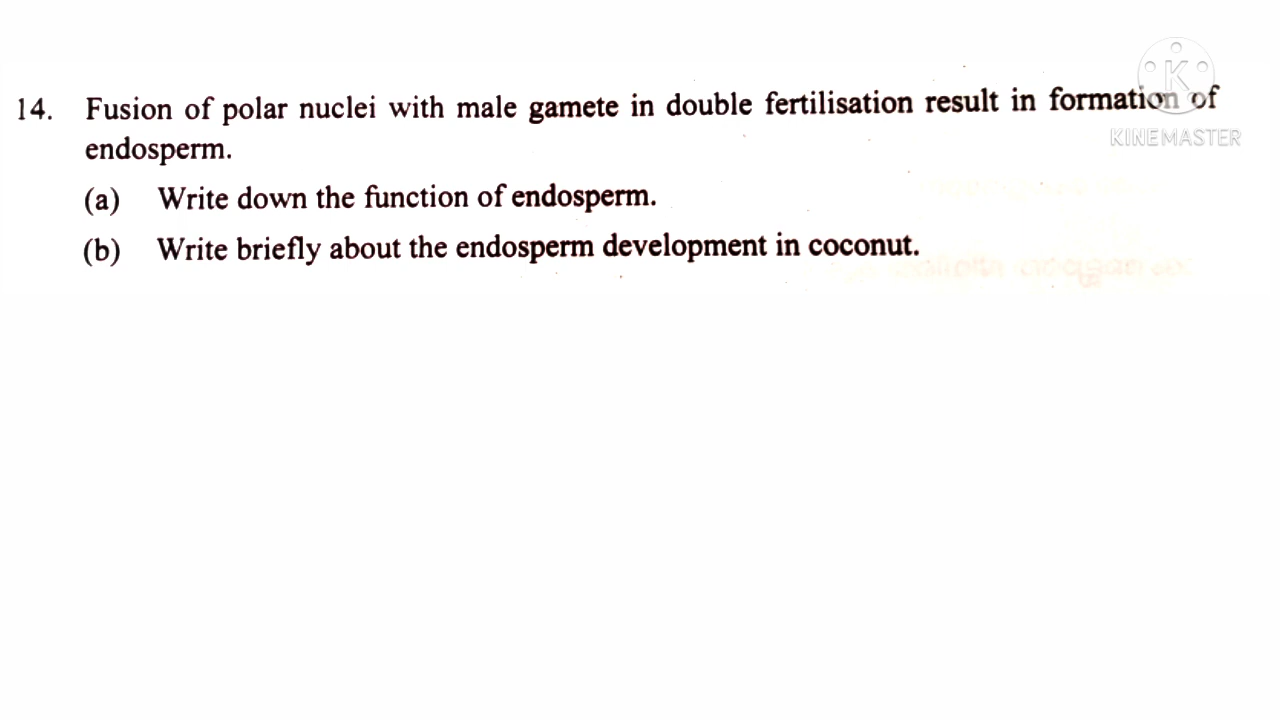 K
KINEMASTER
14. Fusion of polar nuclei with male gamete in double fertilisation result in formation of
endosperm.
(a) Write down the function of endosperm.
(b) Write briefly about the endosperm development in coconut.